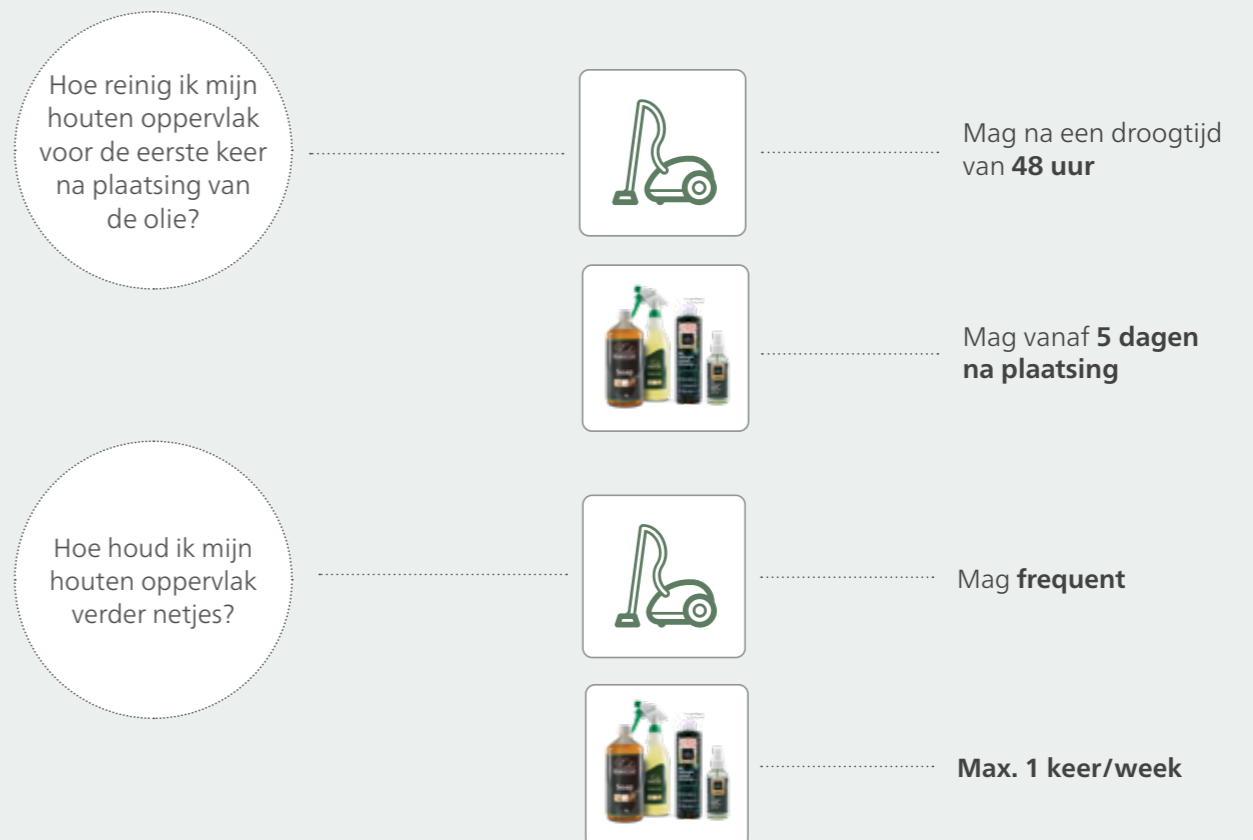 Hoe reinig ik mijn
houten oppervlak
voor de eerste keer
na plaatsing van
de olie?
Mag na een droogtijd
van 48 uur
Soap
Mag vanaf 5 dagen
na plaatsing
Hoe houd ik mijn
houten oppervlak
verder netjes?
Mag frequent
Soap
Max. 1 keer/week